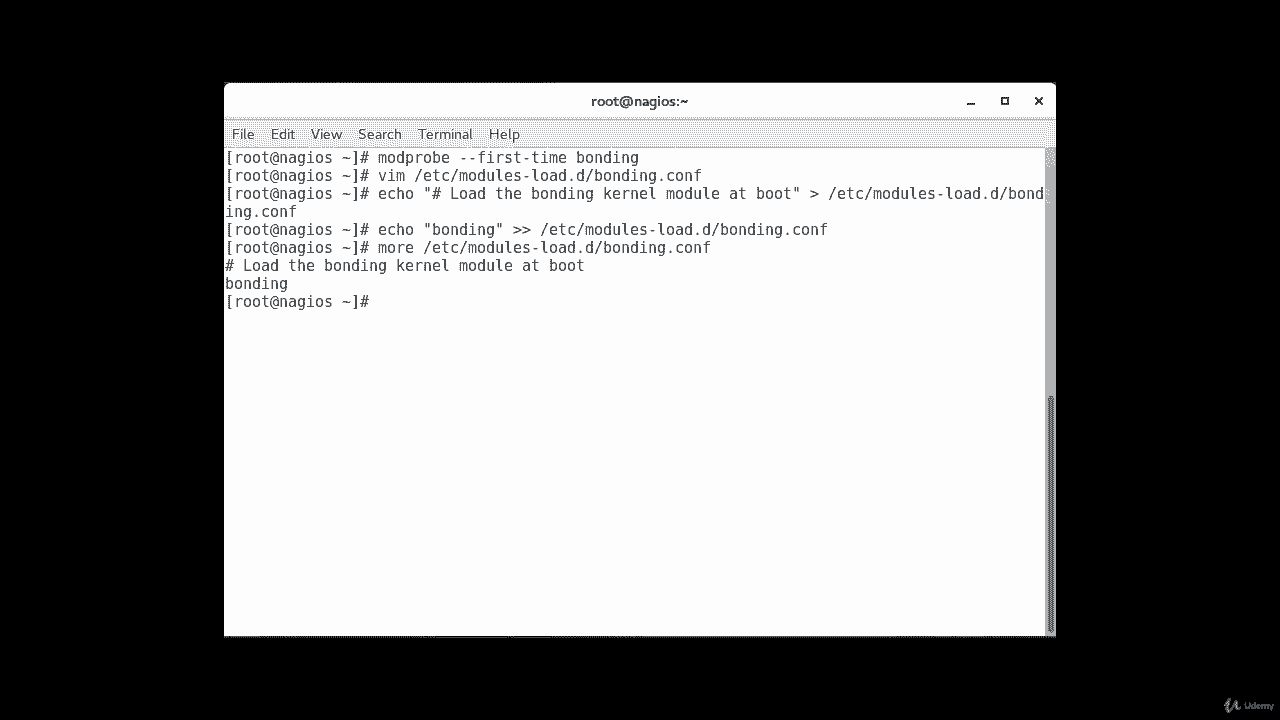 root@nagios:~
File Edit View Search Terminal Help
[root@nagios ~]# modprobe --first-time bonding
[root@nagios ~]# vim /etc/modules-load.d/bonding.conf
[root@nagios ~]# echo "# Load the bonding kernel module at boot" > /etc/modules-load.d/bond
ing.conf
[root@nagios ~]# echo "bonding" >> /etc/modules-load.d/bonding.conf
[root@nagios ~]# more /etc/modules-load.d/bonding.conf
# Load the bonding kernel module at boot
bonding
[root@nagios ~]#
Udemy